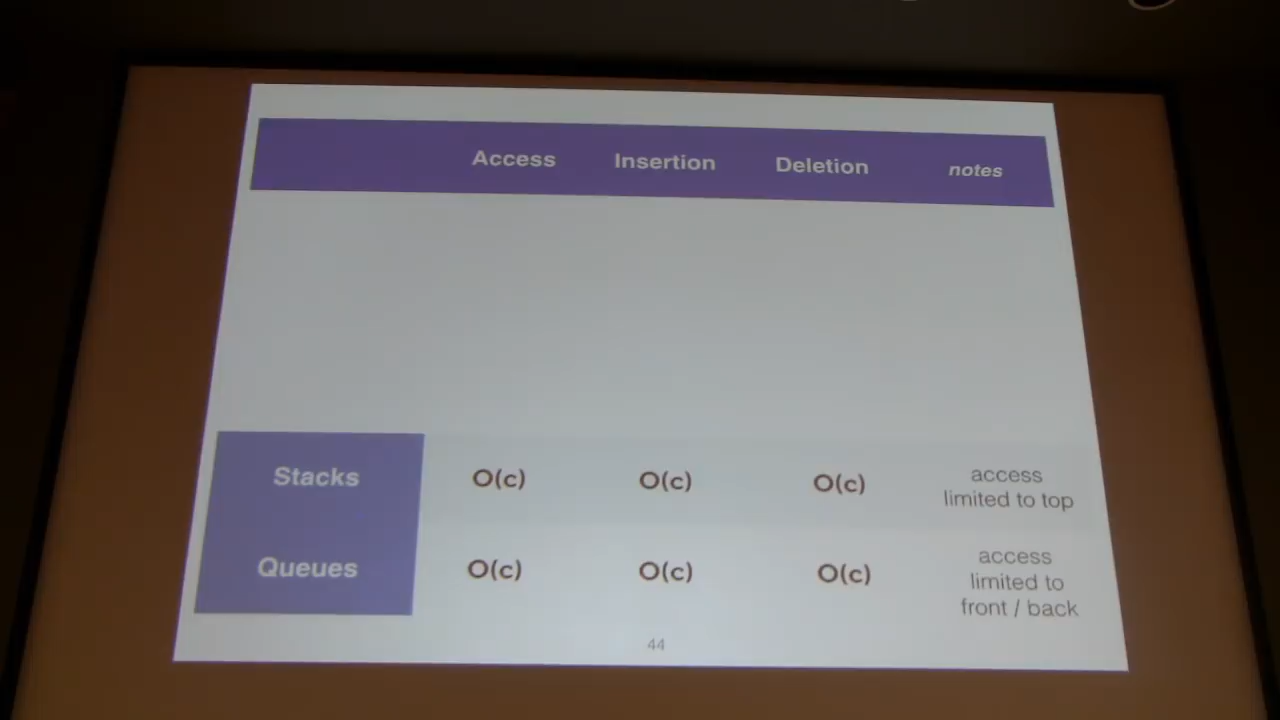 Access Insertion Deletion notes
Stacks O(c) O(c) O(c) access
limited to top
Queues O(c) O(c) O(c) access
limited to
front / back
44